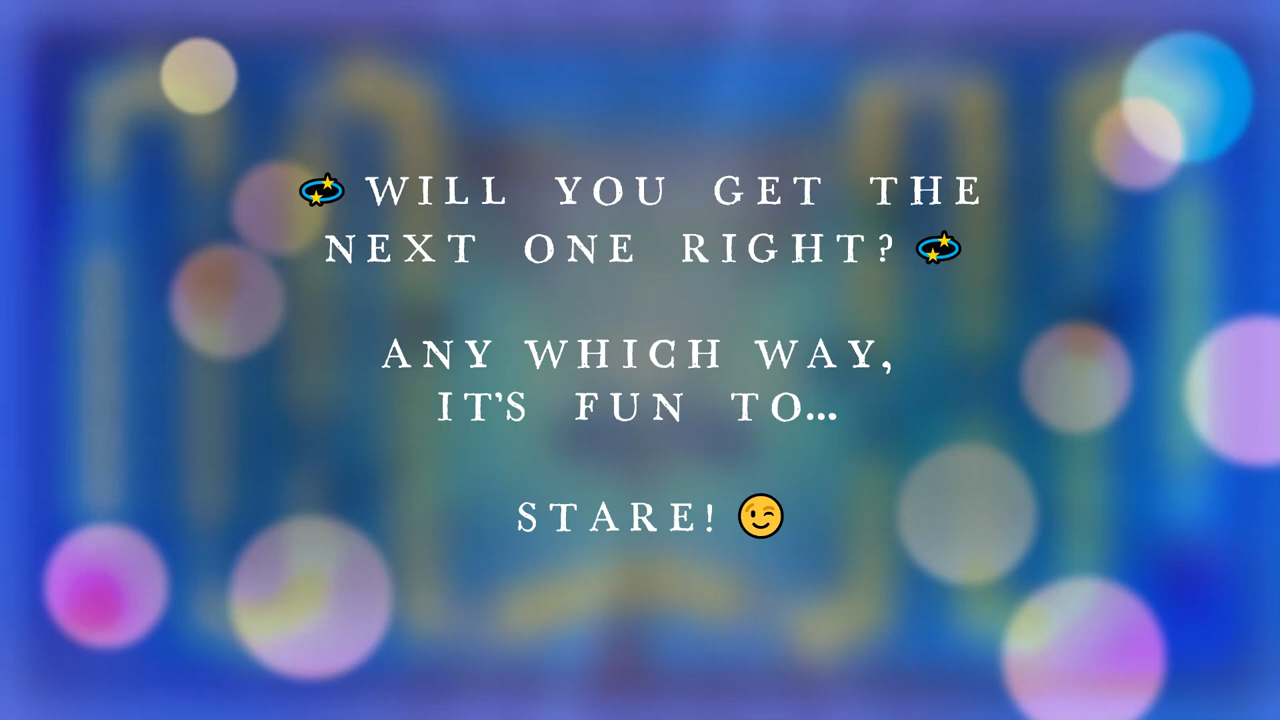 💫 WILL YOU GET THE
NEXT ONE RIGHT? 💫
ANY WHICH WAY,
IT'S FUN TO...
STARE! 😉